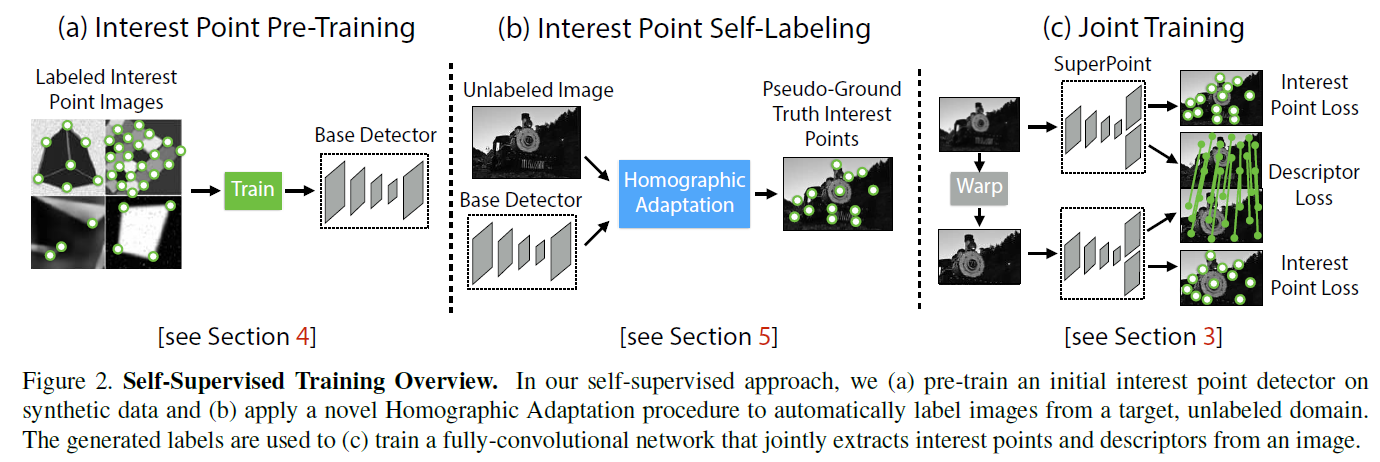 (a) Interest Point Pre-Training
Labeled Interest
Point Images
Train
Base Detector
[see Section 4]
(b) Interest Point Self-Labeling
Unlabeled Image
Base Detector
Homographic
Adaptation
Pseudo-Ground
Truth Interest
Points
[see Section 5]
(c) Joint Training
SuperPoint
Warp
Interest
Point Loss
Descriptor
Loss
Interest
Point Loss
[see Section 3]
Figure 2. Self-Supervised Training Overview. In our self-supervised approach, we (a) pre-train an initial interest point detector on
synthetic data and (b) apply a novel Homographic Adaptation procedure to automatically label images from a target, unlabeled domain.
The generated labels are used to (c) train a fully-convolutional network that jointly extracts interest points and descriptors from an image.